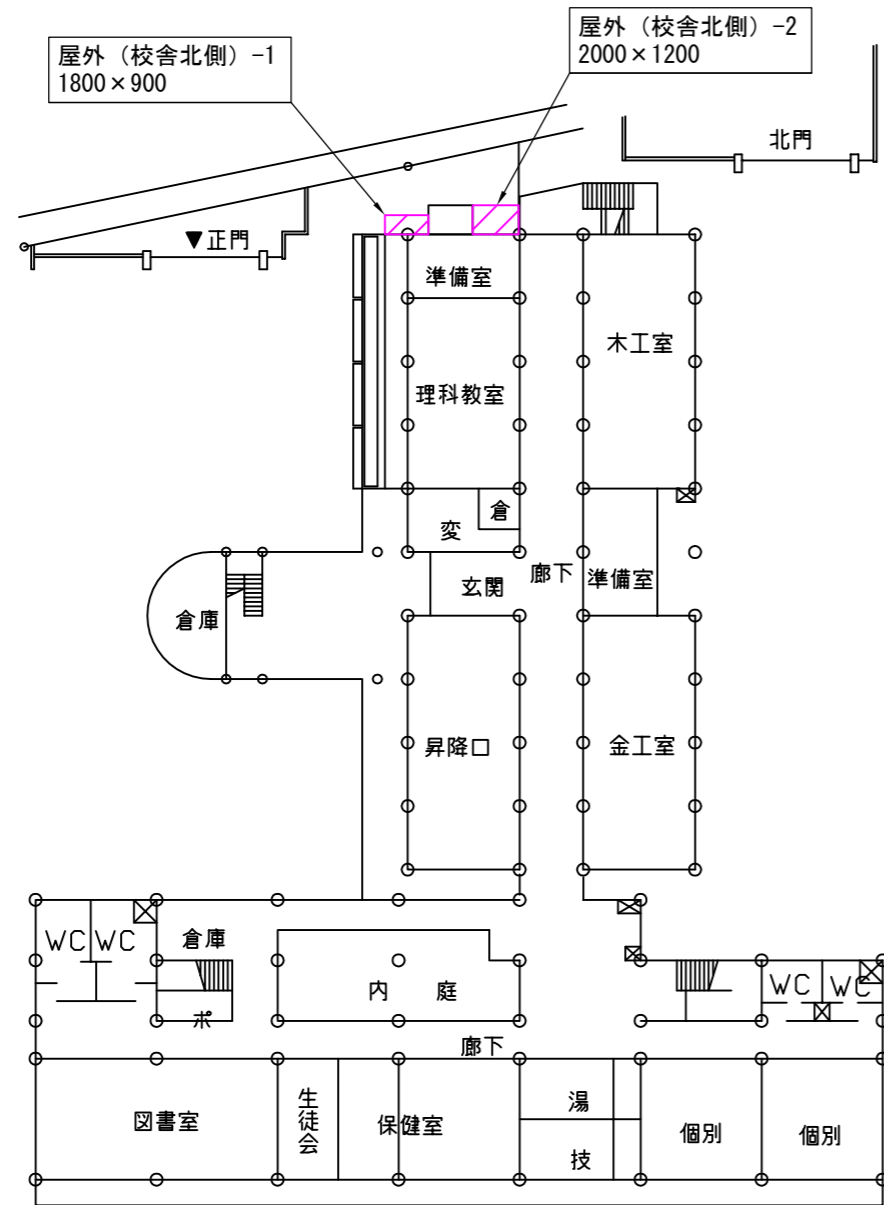 屋外（校舎北側）-1
1800×900
屋外（校舎北側）-2
2000×1200
北門
▼正門
準備室
木工室
理科教室
倉
変
廊下
準備室
玄関
倉庫
昇降口
金工室
WC
WC
倉庫
WC
WC
内庭
ポ
廊下
図書室
生徒会
保健室
湯
技
個別
個別